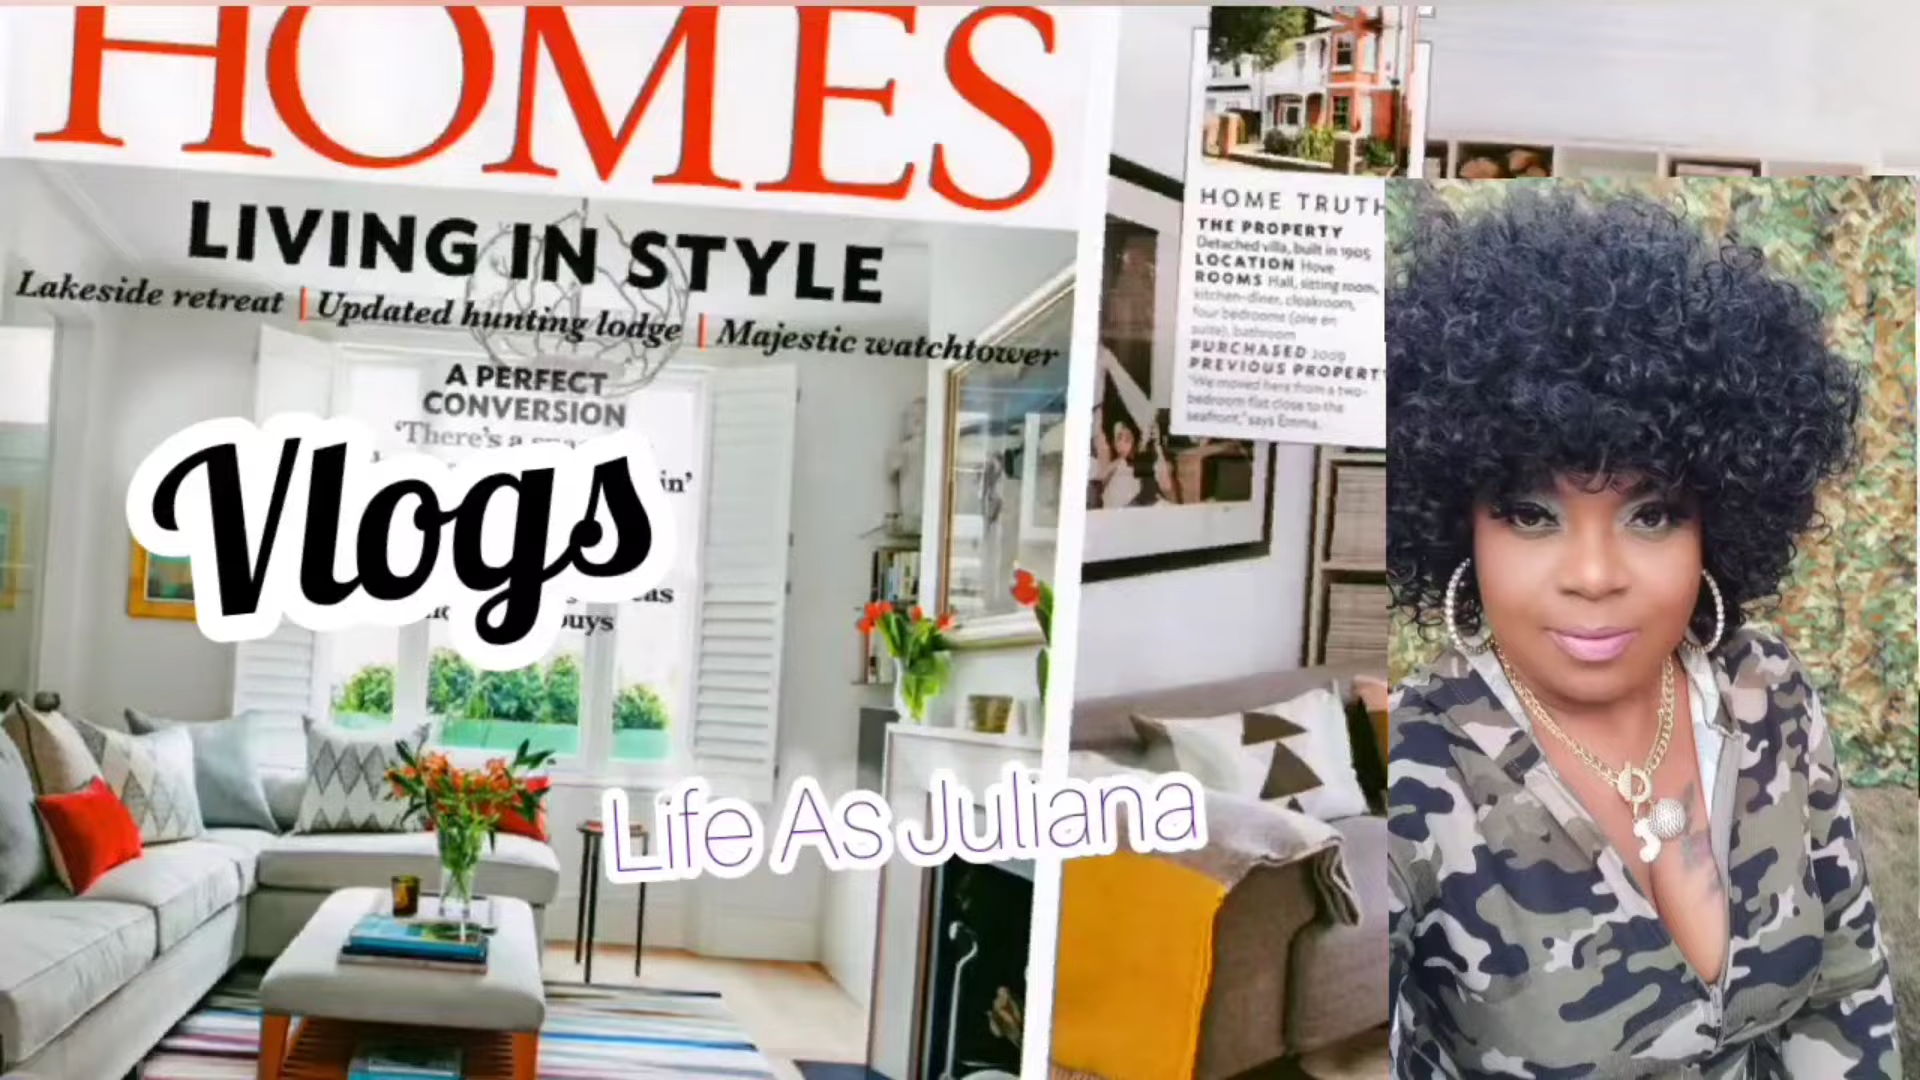 HOMES
LIVING IN STYLE
Lakeside retreat | Updated hunting lodge | Majestic watchtower
A PERFECT
CONVERSION
‘There’s a
in’
Vlogs
Life As Juliana
HOME TRUTH
THE PROPERTY
Detached villa, built in 1905
LOCATION Hove
ROOMS Hall, sitting room,
kitchen-diner, cloakroom,
four bedrooms (one en
suite), bathroom
PURCHASED 2009
PREVIOUS PROPERTY
"We moved here from a two-
bedroom flat close to the
seafront," says Emma.